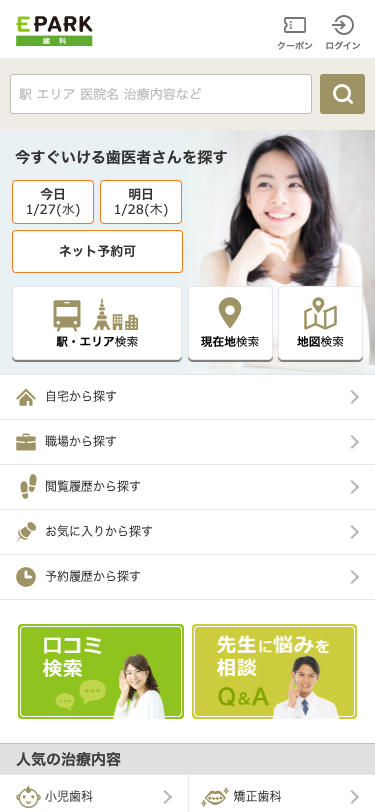 EPARK
歯科
クーポン
ログイン
駅 エリア 医院名 治療内容など
今すぐいける歯医者さんを探す
今日
1/27(水)
明日
1/28(木)
ネット予約可
駅・エリア検索
現在地検索
地図検索
自宅から探す
職場から探す
閲覧履歴から探す
お気に入りから探す
予約履歴から探す
口コミ
検索
先生に悩みを
相談
Q&A
人気の治療内容
小児歯科
矯正歯科